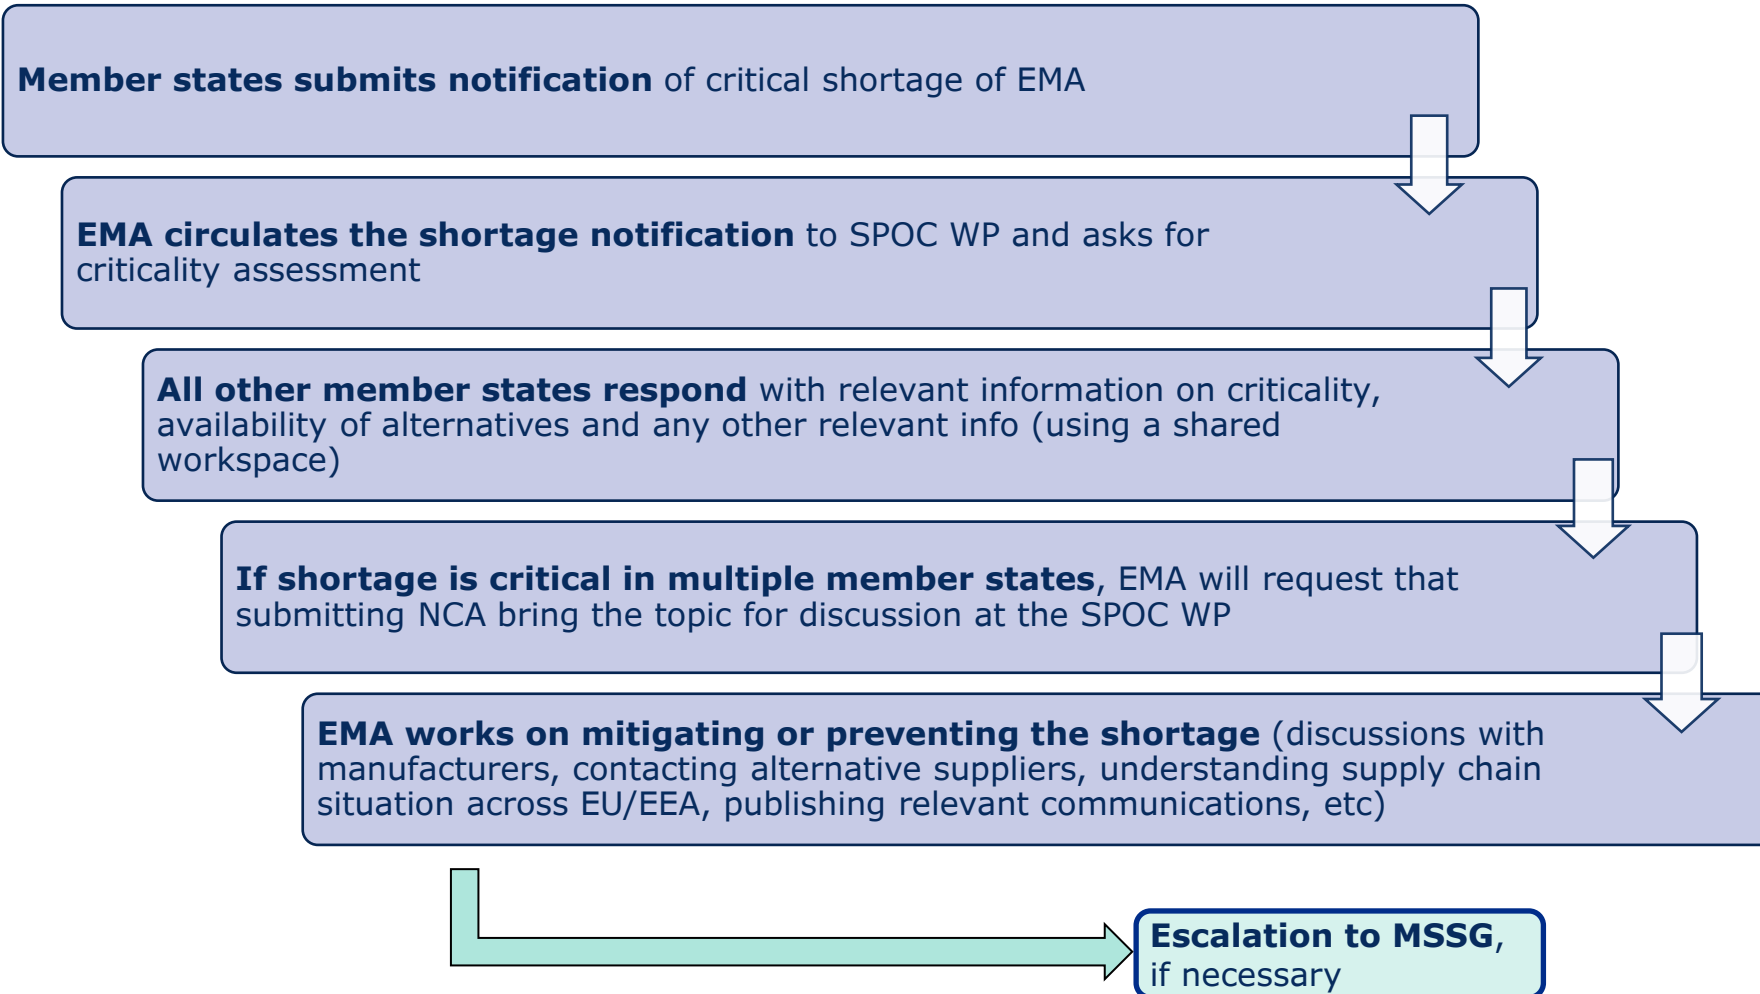 Member states submits notification of critical shortage of EMA
EMA circulates the shortage notification to SPOC WP and asks for
criticality assessment
All other member states respond with relevant information on criticality,
availability of alternatives and any other relevant info (using a shared
workspace)
If shortage is critical in multiple member states, EMA will request that
submitting NCA bring the topic for discussion at the SPOC WP
EMA works on mitigating or preventing the shortage (discussions with
manufacturers, contacting alternative suppliers, understanding supply chain
situation across EU/EEA, publishing relevant communications, etc)
Escalation to MSSG,
if necessary